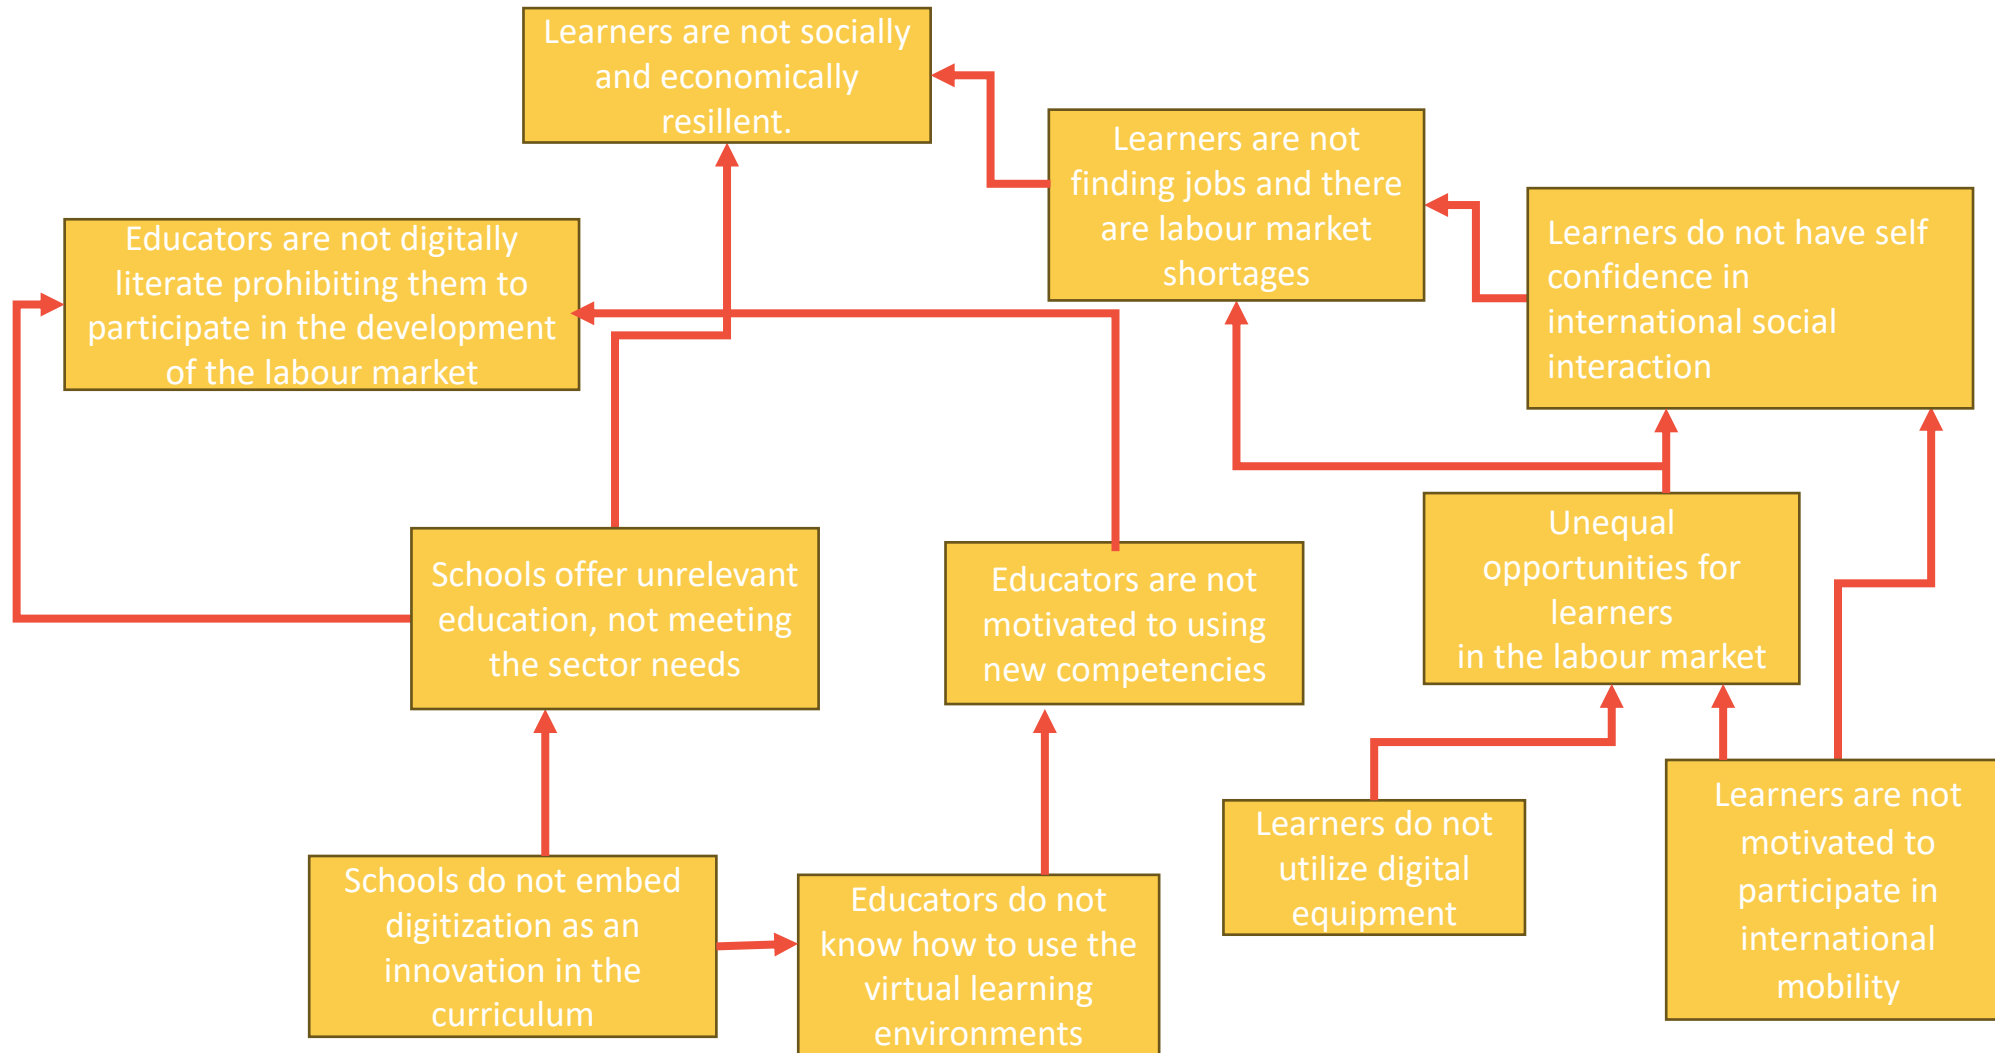 Learners are not socially
and economically
resillent.
Learners are not
finding jobs and there
are labour market
shortages
Learners do not have self
confidence in
international social
interaction
Educators are not digitally
literate prohibiting them to
participate in the development
of the labour market
Schools offer unrelevant
education, not meeting
the sector needs
Educators are not
motivated to using
new competencies
Unequal
opportunities for
learners
in the labour market
Schools do not embed
digitization as an
innovation in the
curriculum
Educators do not
know how to use the
virtual learning
environments
Learners do not
utilize digital
equipment
Learners are not
motivated to
participate in
international
mobility